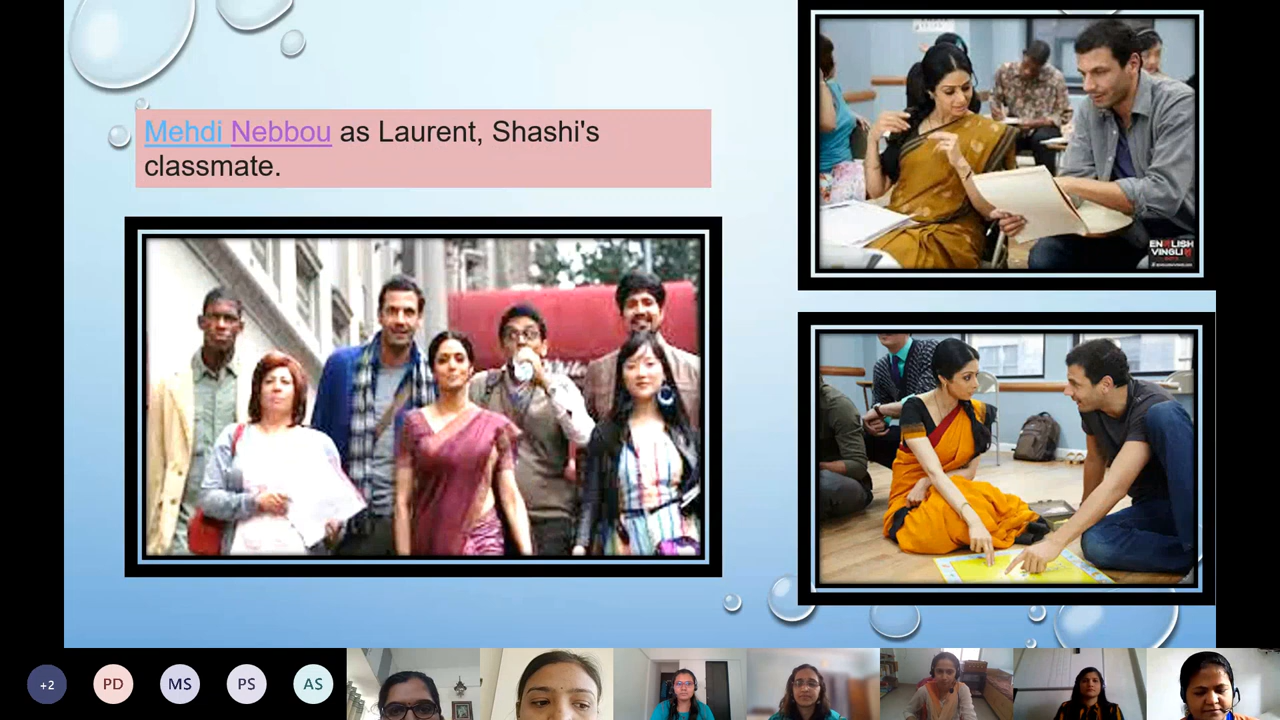 Mehdi Nebbou as Laurent, Shashi's
classmate.
ENGLISH
VINGLISH
+2
PD
MS
PS
AS